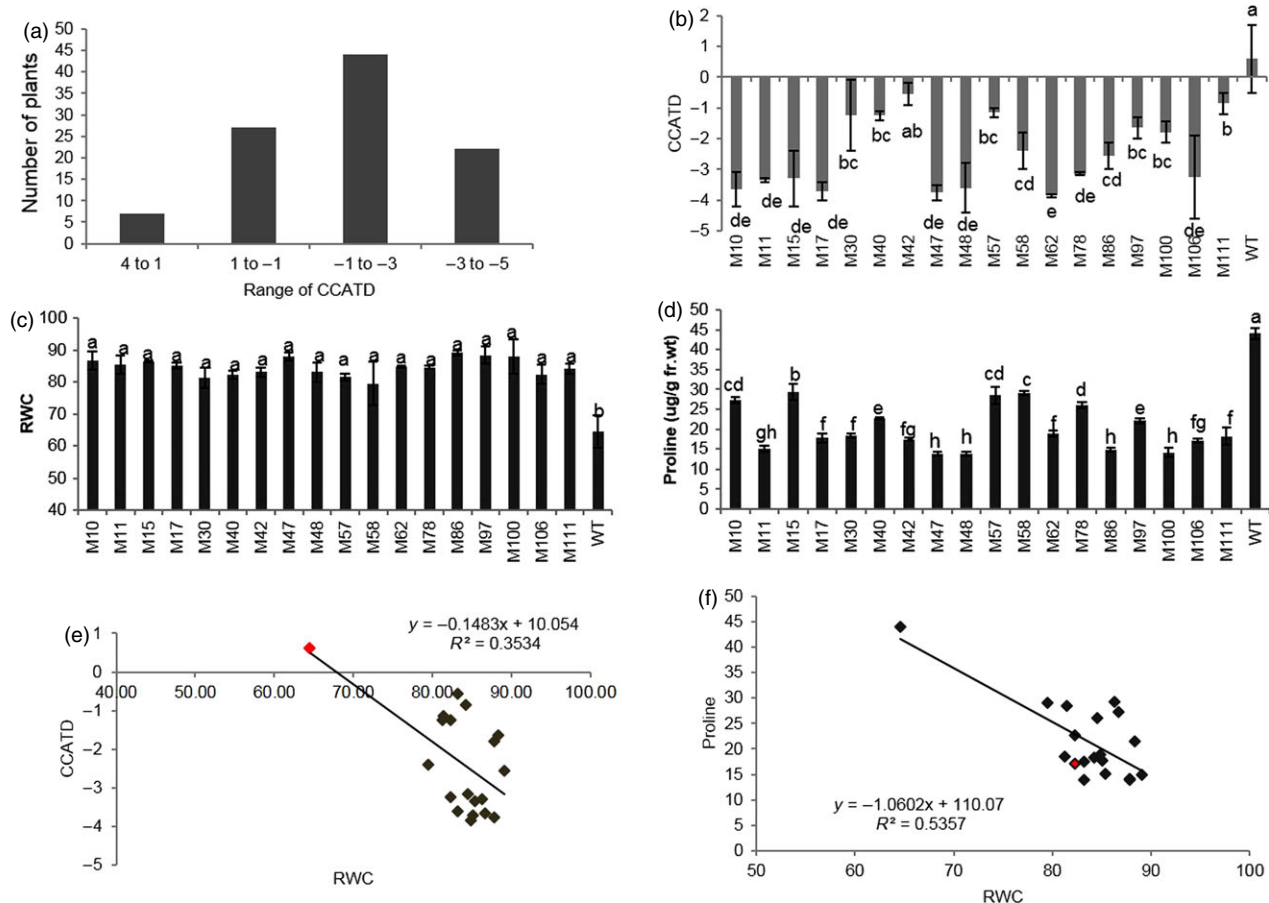 (a)
Number of plants
50
45
40
35
30
25
20
15
10
5
0
4 to 1 1 to –1 –1 to –3 –3 to –5
Range of CCATD
(b)
CCATD
2
1
0
–1
–2
–3
–4
–5
a
bc bc ab bc cd cd bc bc b
de de de de de de e de de
M10 M11 M15 M17 M30 M40 M42 M47 M48 M57 M58 M62 M78 M86 M97 M100 M106 M111 WT
(c)
RWC
100
90
80
70
60
50
40
a a a a a a a a a a a a a a a a a a b
M10 M11 M15 M17 M30 M40 M42 M47 M48 M57 M58 M62 M78 M86 M97 M100 M106 M111 WT
(d)
Proline (ug/g fr.wt)
50
45
40
35
30
25
20
15
10
5
0
cd gh b f f e fg h h cd c f d h e h fg f a
M10 M11 M15 M17 M30 M40 M42 M47 M48 M57 M58 M62 M78 M86 M97 M100 M106 M111 WT
(e)
y = –0.1483x + 10.054
R² = 0.3534
CCATD
1
0
–1
–2
–3
–4
–5
40.00 50.00 60.00 70.00 80.00 90.00 100.00
RWC
(f)
Proline
50
45
40
35
30
25
20
15
10
5
0
y = –1.0602x + 110.07
R² = 0.5357
50 60 70 80 90 100
RWC